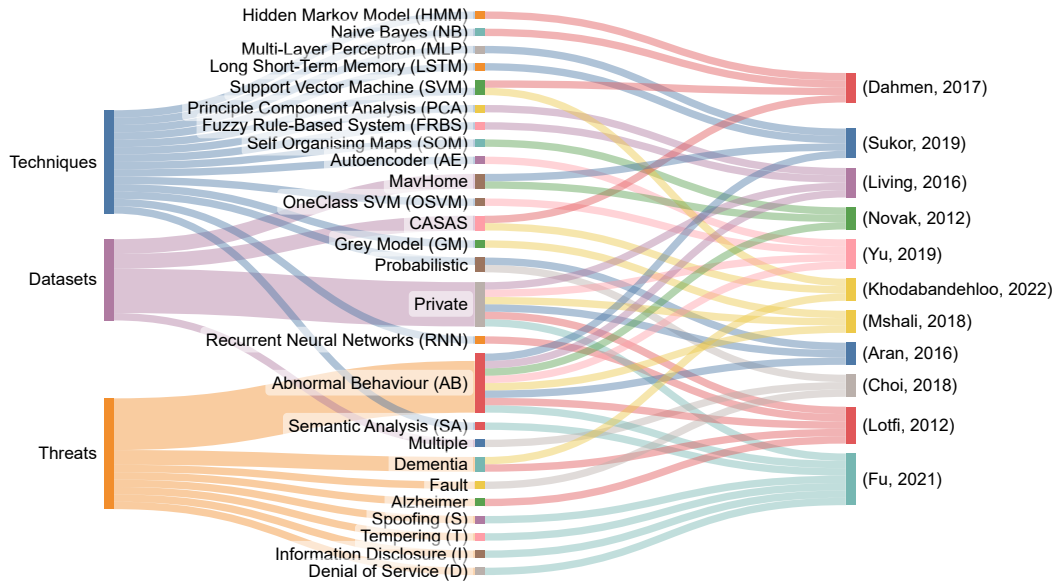 Techniques
Datasets
Threats
Hidden Markov Model (HMM)
Naive Bayes (NB)
Multi-Layer Perceptron (MLP)
Long Short-Term Memory (LSTM)
Support Vector Machine (SVM)
Principle Component Analysis (PCA)
Fuzzy Rule-Based System (FRBS)
Self Organising Maps (SOM)
Autoencoder (AE)
MavHome
OneClass SVM (OSVM)
CASAS
Grey Model (GM)
Probabilistic
Private
Recurrent Neural Networks (RNN)
Abnormal Behaviour (AB)
Semantic Analysis (SA)
Multiple
Dementia
Fault
Alzheimer
Spoofing (S)
Tempering (T)
Information Disclosure (I)
Denial of Service (D)
(Dahmen, 2017)
(Sukor, 2019)
(Living, 2016)
(Novak, 2012)
(Yu, 2019)
(Khodabandehloo, 2022)
(Mshali, 2018)
(Aran, 2016)
(Choi, 2018)
(Lotfi, 2012)
(Fu, 2021)